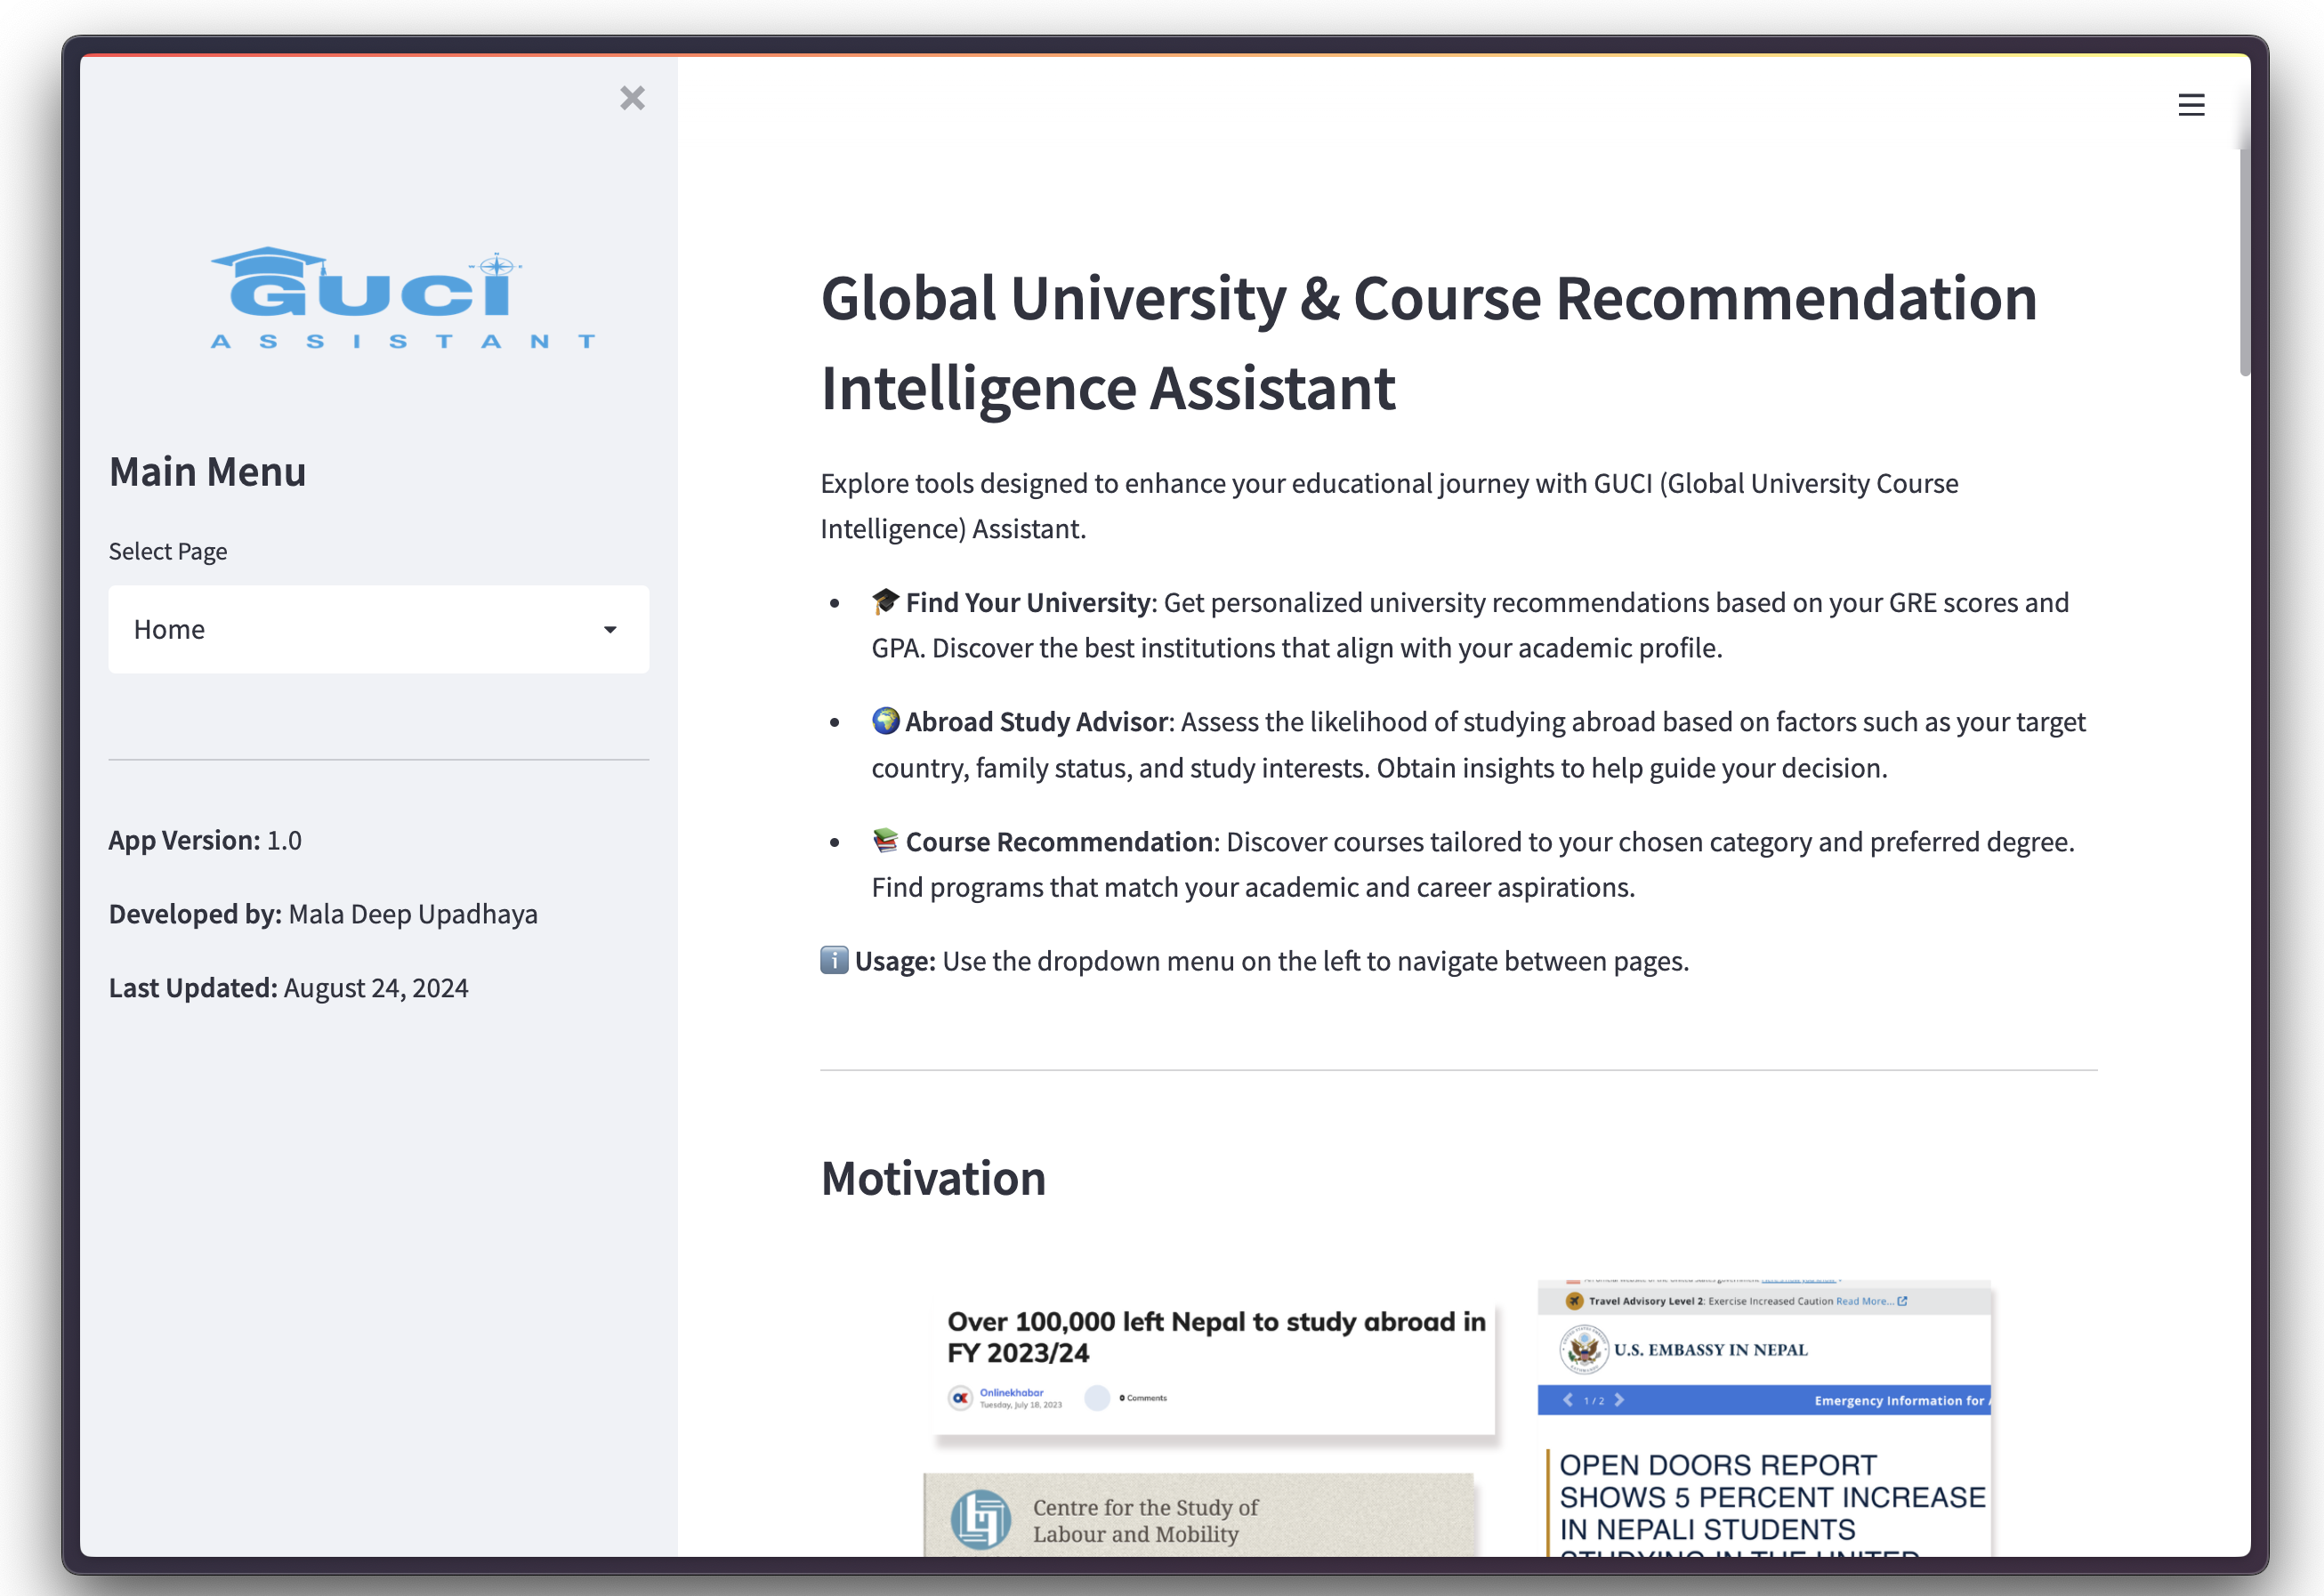 GUCI
ASSISTANT
Main Menu
Select Page
Home
App Version: 1.0
Developed by: Mala Deep Upadhaya
Last Updated: August 24, 2024
Global University & Course Recommendation
Intelligence Assistant
Explore tools designed to enhance your educational journey with GUCI (Global University Course
Intelligence) Assistant.
• 🎓 Find Your University: Get personalized university recommendations based on your GRE scores and
GPA. Discover the best institutions that align with your academic profile.
• 🌍 Abroad Study Advisor: Assess the likelihood of studying abroad based on factors such as your target
country, family status, and study interests. Obtain insights to help guide your decision.
• 📚 Course Recommendation: Discover courses tailored to your chosen category and preferred degree.
Find programs that match your academic and career aspirations.
ℹ️ Usage: Use the dropdown menu on the left to navigate between pages.
Motivation
Over 100,000 left Nepal to study abroad in
FY 2023/24
Onlinekhabar
Tuesday, July 18, 2023
0 Comments
Centre for the Study of
Labour and Mobility
Travel Advisory Level 2: Exercise Increased Caution Read More...
U.S. EMBASSY IN NEPAL
1 / 2
Emergency Information for
OPEN DOORS REPORT
SHOWS 5 PERCENT INCREASE
IN NEPALI STUDENTS
STUDYING IN THE UNITED